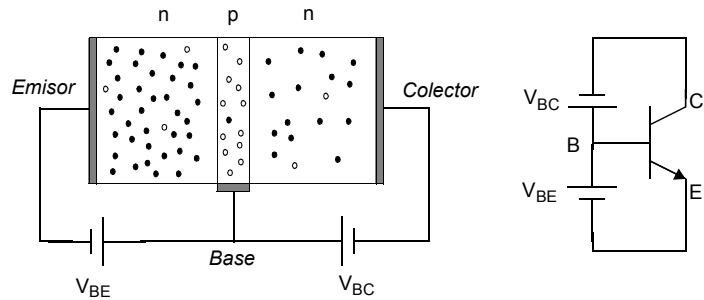 n p n
Emisor
Colector
Base
V_BE
V_BC
V_BC
C
B
V_BE
E